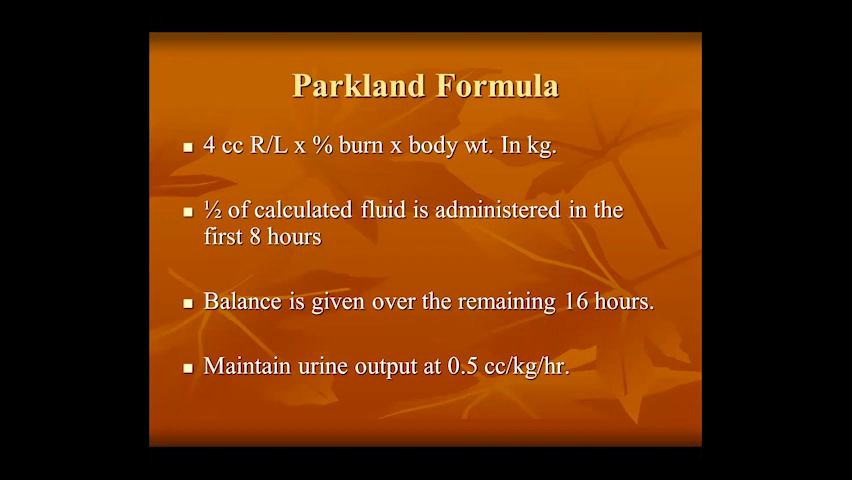 Parkland Formula
4 cc R/L x % burn x body wt. In kg.
½ of calculated fluid is administered in the
first 8 hours
Balance is given over the remaining 16 hours.
Maintain urine output at 0.5 cc/kg/hr.